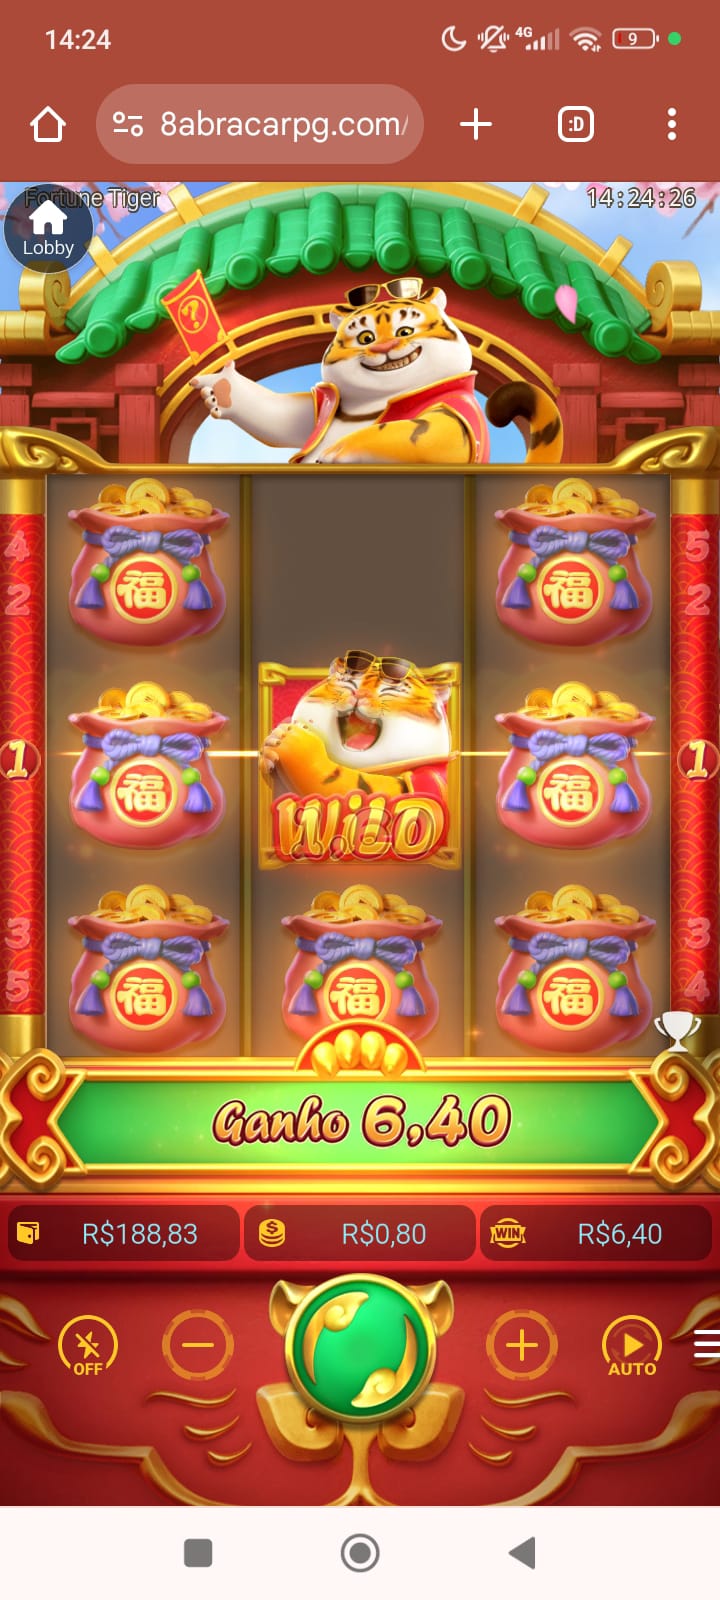 14:24
4G
9
8abracarpg.com/
:D
Fortune Tiger
14:24:26
Lobby
?
福
福
4
5
2
2
福
福
1
1
WILD
福
福
福
3
3
5
4
Ganho 6,40
R$188,83
R$0,80
WIN
R$6,40
OFF
AUTO